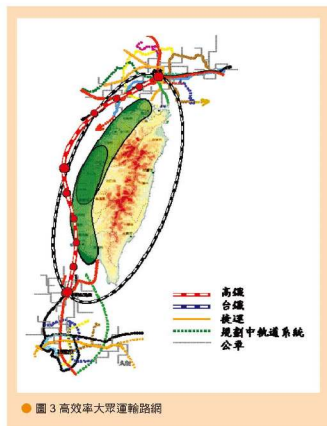 高鐵
台鐵
捷運
規劃中軌道系統
公車
圖 3 高效率大眾運輸路網